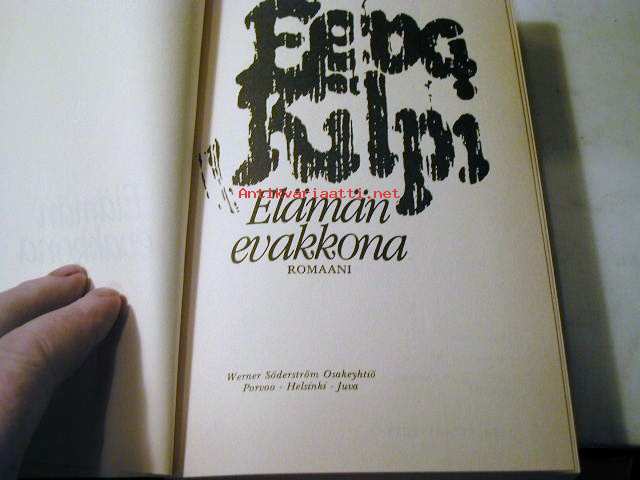 Eeva
Kilpi
Antikvariaatti.net
Elämän
evakkona
ROMAANI
Werner Söderström Osakeyhtiö
Porvoo - Helsinki - Juva